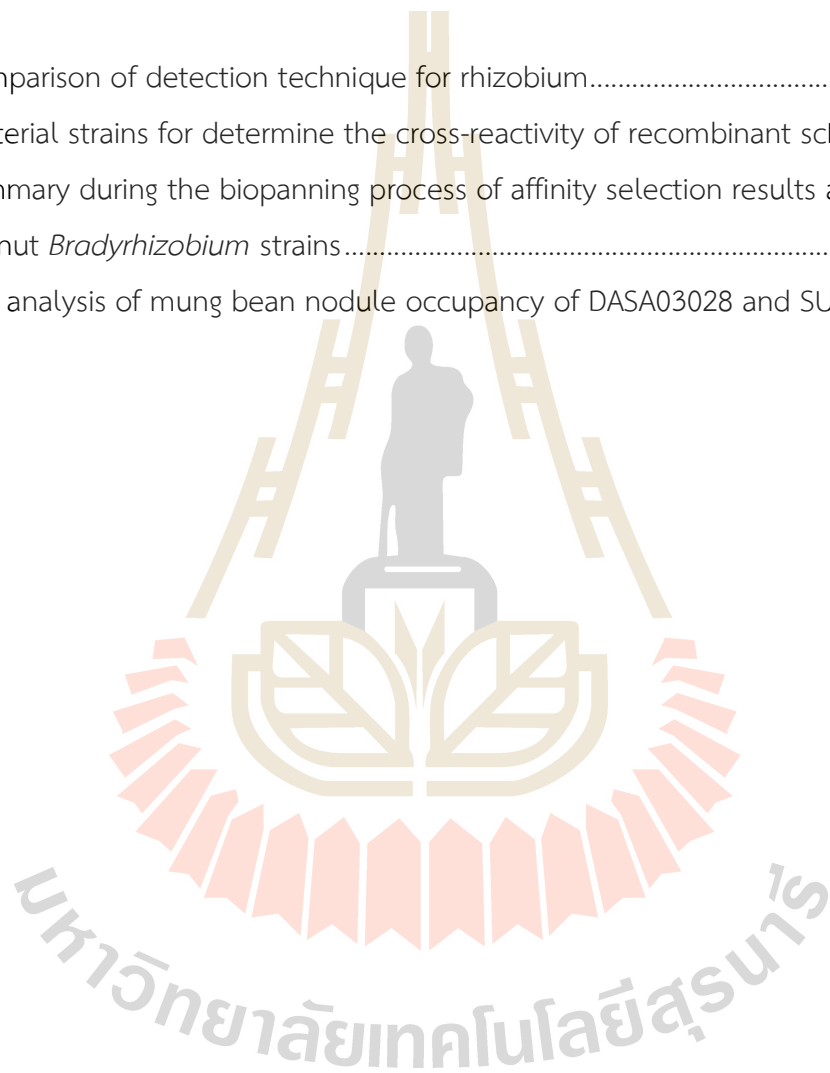 mparison of detection technique for rhizobium....................................
terial strains for determine the cross-reactivity of recombinant sc
mmary during the biopanning process of affinity selection results a
nut Bradyrhizobium strains................................................................................
analysis of mung bean nodule occupancy of DASA03028 and SU
มหาวิทยาลัยเทคโนโลยีสุรนารี